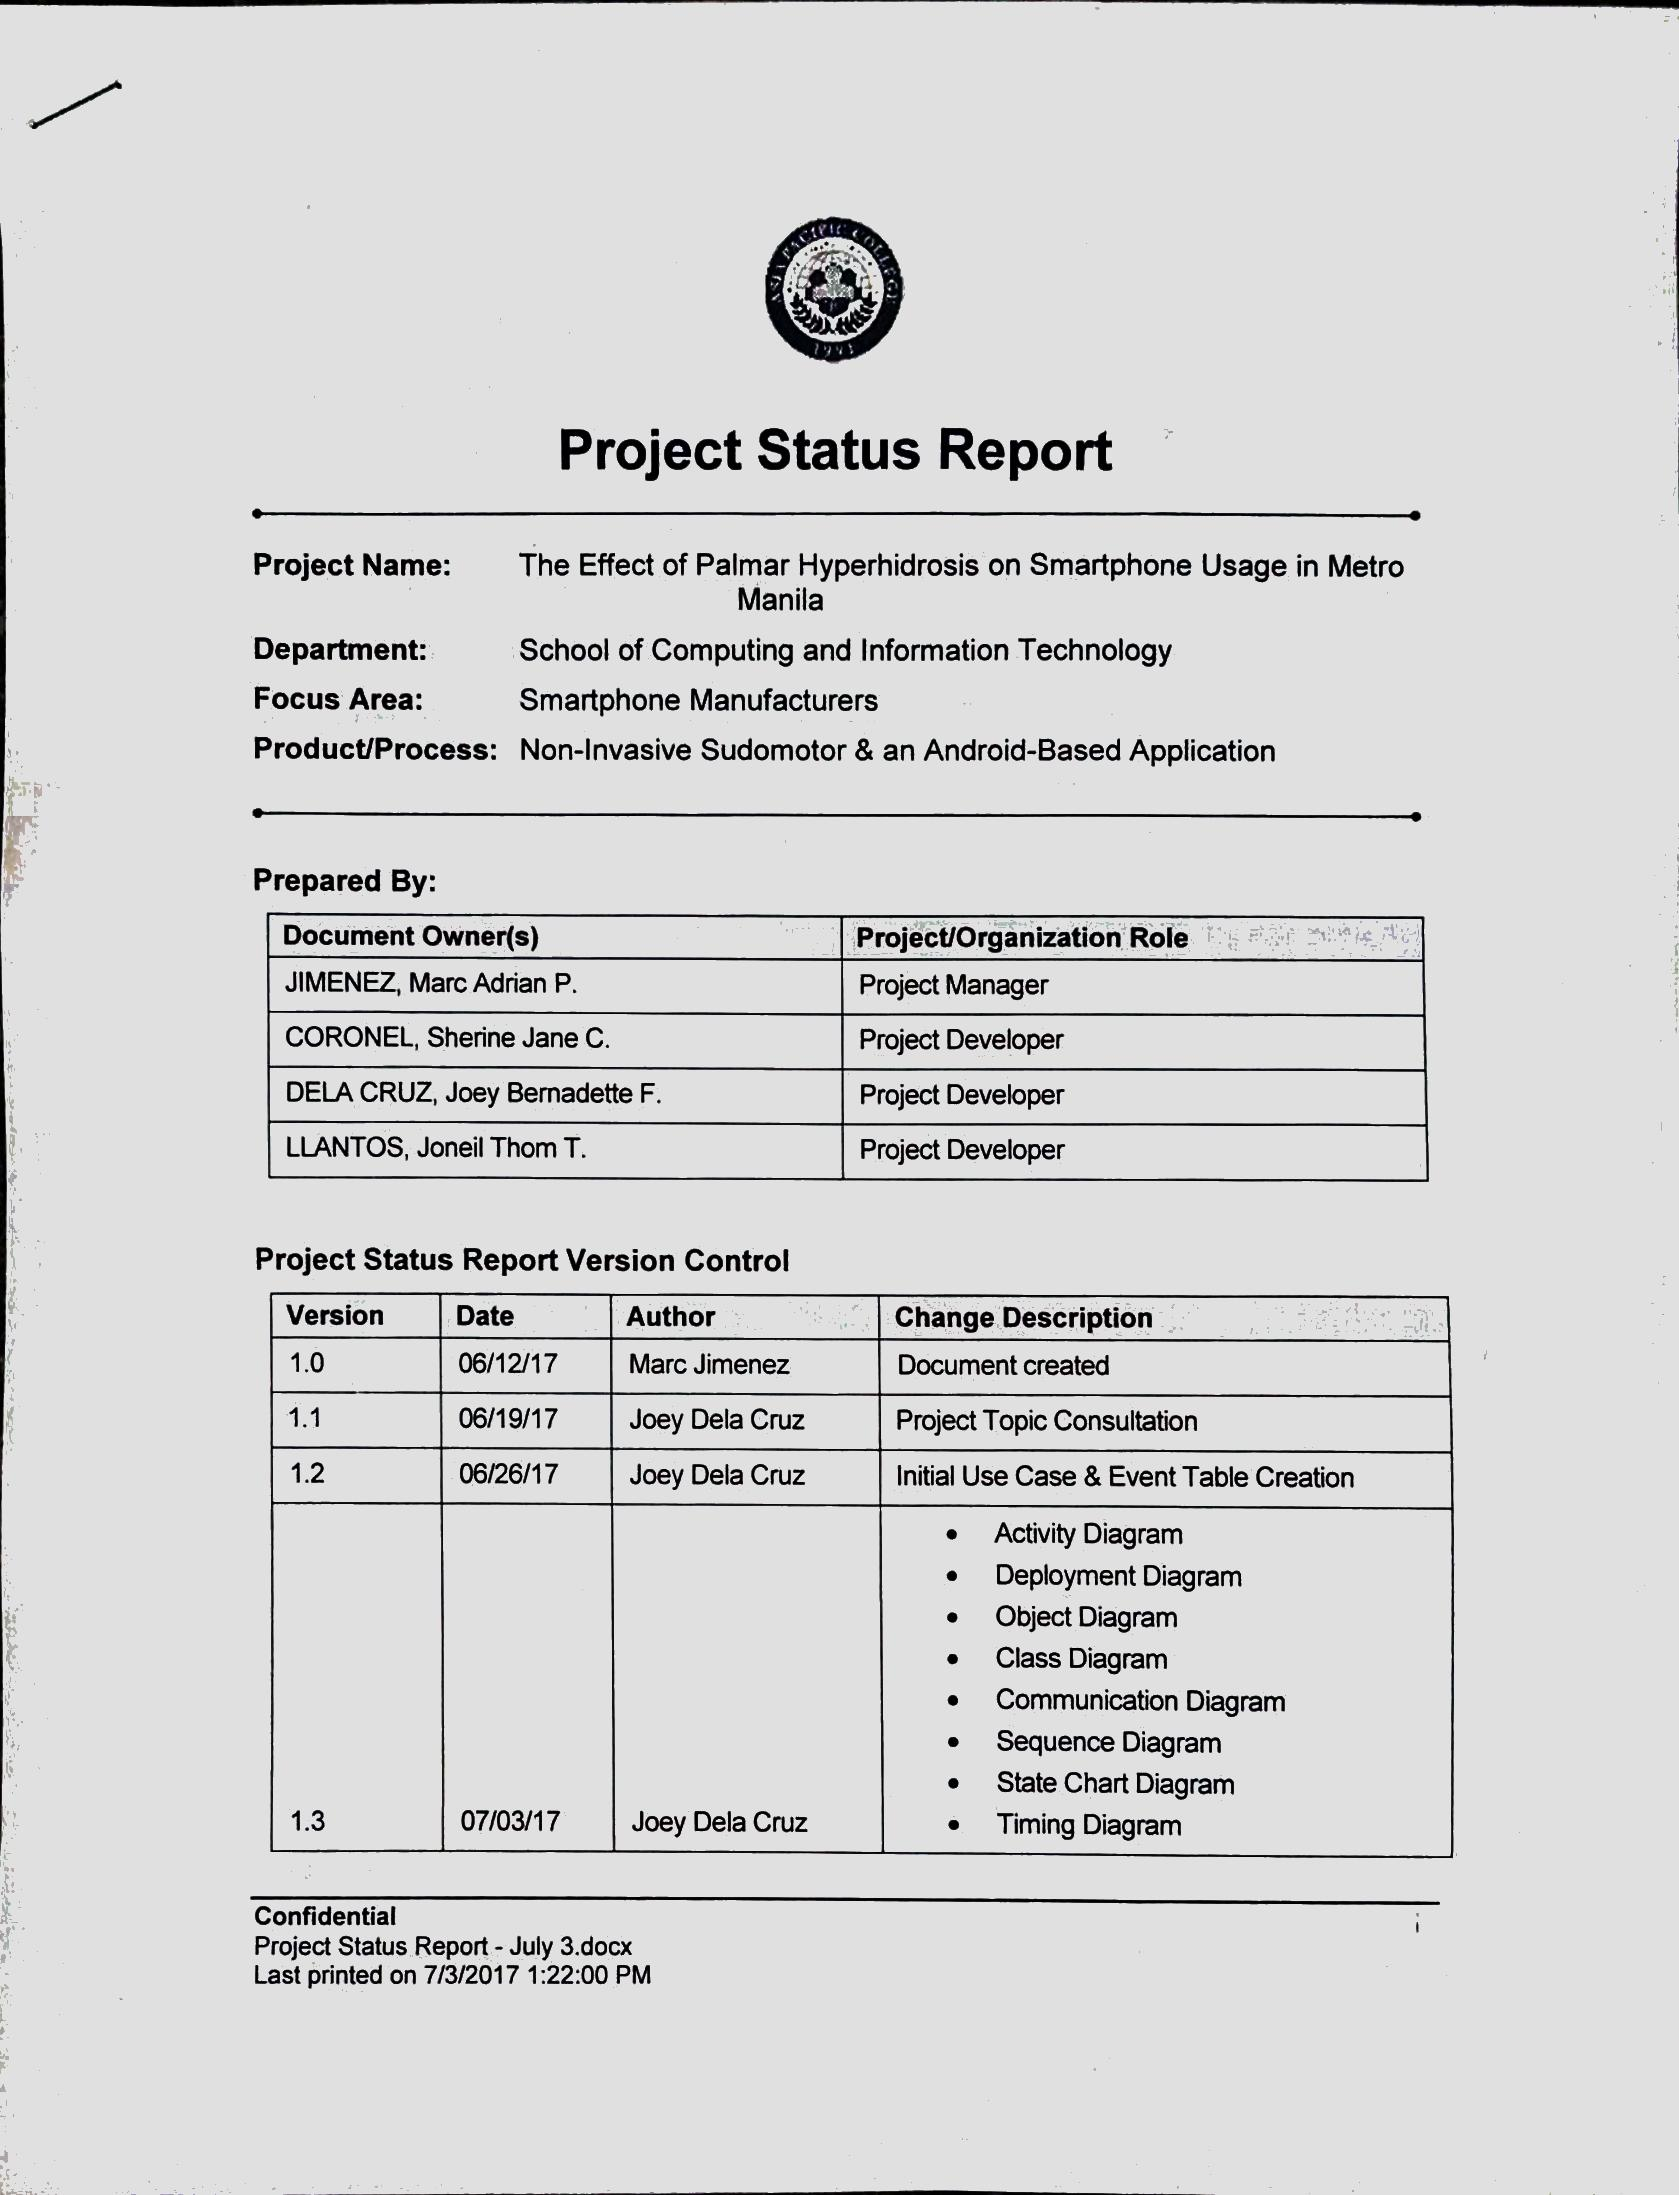 ASIA PACIFIC COLLEGE
Project Status Report
Project Name: The Effect of Palmar Hyperhidrosis on Smartphone Usage in Metro
Manila
Department: School of Computing and Information Technology
Focus Area: Smartphone Manufacturers
Product/Process: Non-Invasive Sudomotor & an Android-Based Application
Prepared By:
Document Owner(s) Project/Organization Role
JIMENEZ, Marc Adrian P. Project Manager
CORONEL, Sherine Jane C. Project Developer
DELA CRUZ, Joey Bernadette F. Project Developer
LLANTOS, Joneil Thom T. Project Developer
Project Status Report Version Control
Version Date Author Change Description
1.0 06/12/17 Marc Jimenez Document created
1.1 06/19/17 Joey Dela Cruz Project Topic Consultation
1.2 06/26/17 Joey Dela Cruz Initial Use Case & Event Table Creation
• Activity Diagram
• Deployment Diagram
• Object Diagram
• Class Diagram
• Communication Diagram
• Sequence Diagram
• State Chart Diagram
1.3 07/03/17 Joey Dela Cruz • Timing Diagram
Confidential i
Project Status Report - July 3.docx
Last printed on 7/3/2017 1:22:00 PM